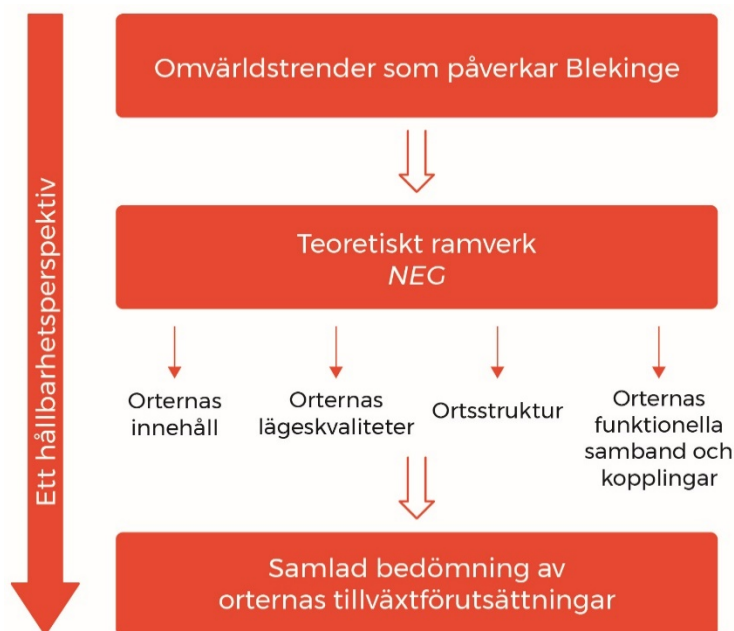 Ett hållbarhetsperspektiv
Omvärldstrender som påverkar Blekinge
Teoretiskt ramverk
NEG
Orternas
innehåll
Orternas
lägeskvaliteter
Ortsstruktur
Orternas
funktionella
samband och
kopplingar
Samlad bedömning av
orternas tillväxtförutsättningar